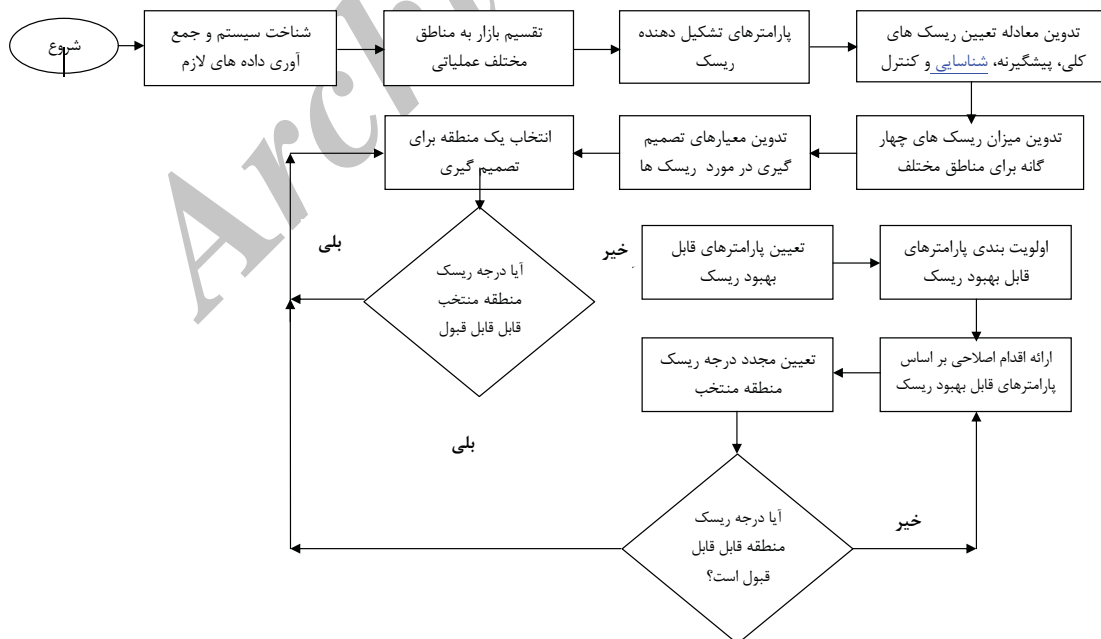 شروع
شناخت سیستم و جمع
آوری داده های لازم
تقسیم بازار به مناطق
مختلف عملیاتی
پارامترهای تشکیل دهنده
ریسک
تدوین معادله تعیین ریسک های
کلی، پیشگیرنه، شناسایی و کنترل
تدوین میزان ریسک های چهار
گانه برای مناطق مختلف
تدوین معیارهای تصمیم
گیری در مورد ریسک ها
انتخاب یک منطقه برای
تصمیم گیری
آیا درجه ریسک
منطقه منتخب
قابل قابل قبول
بلی
خیر
تعیین پارامترهای قابل
بهبود ریسک
اولویت بندی پارامترهای
قابل بهبود ریسک
ارائه اقدام اصلاحی بر اساس
پارامترهای قابل بهبود ریسک
تعیین مجدد درجه ریسک
منطقه منتخب
آیا درجه ریسک
منطقه قابل قابل
قبول است؟
بلی
خیر